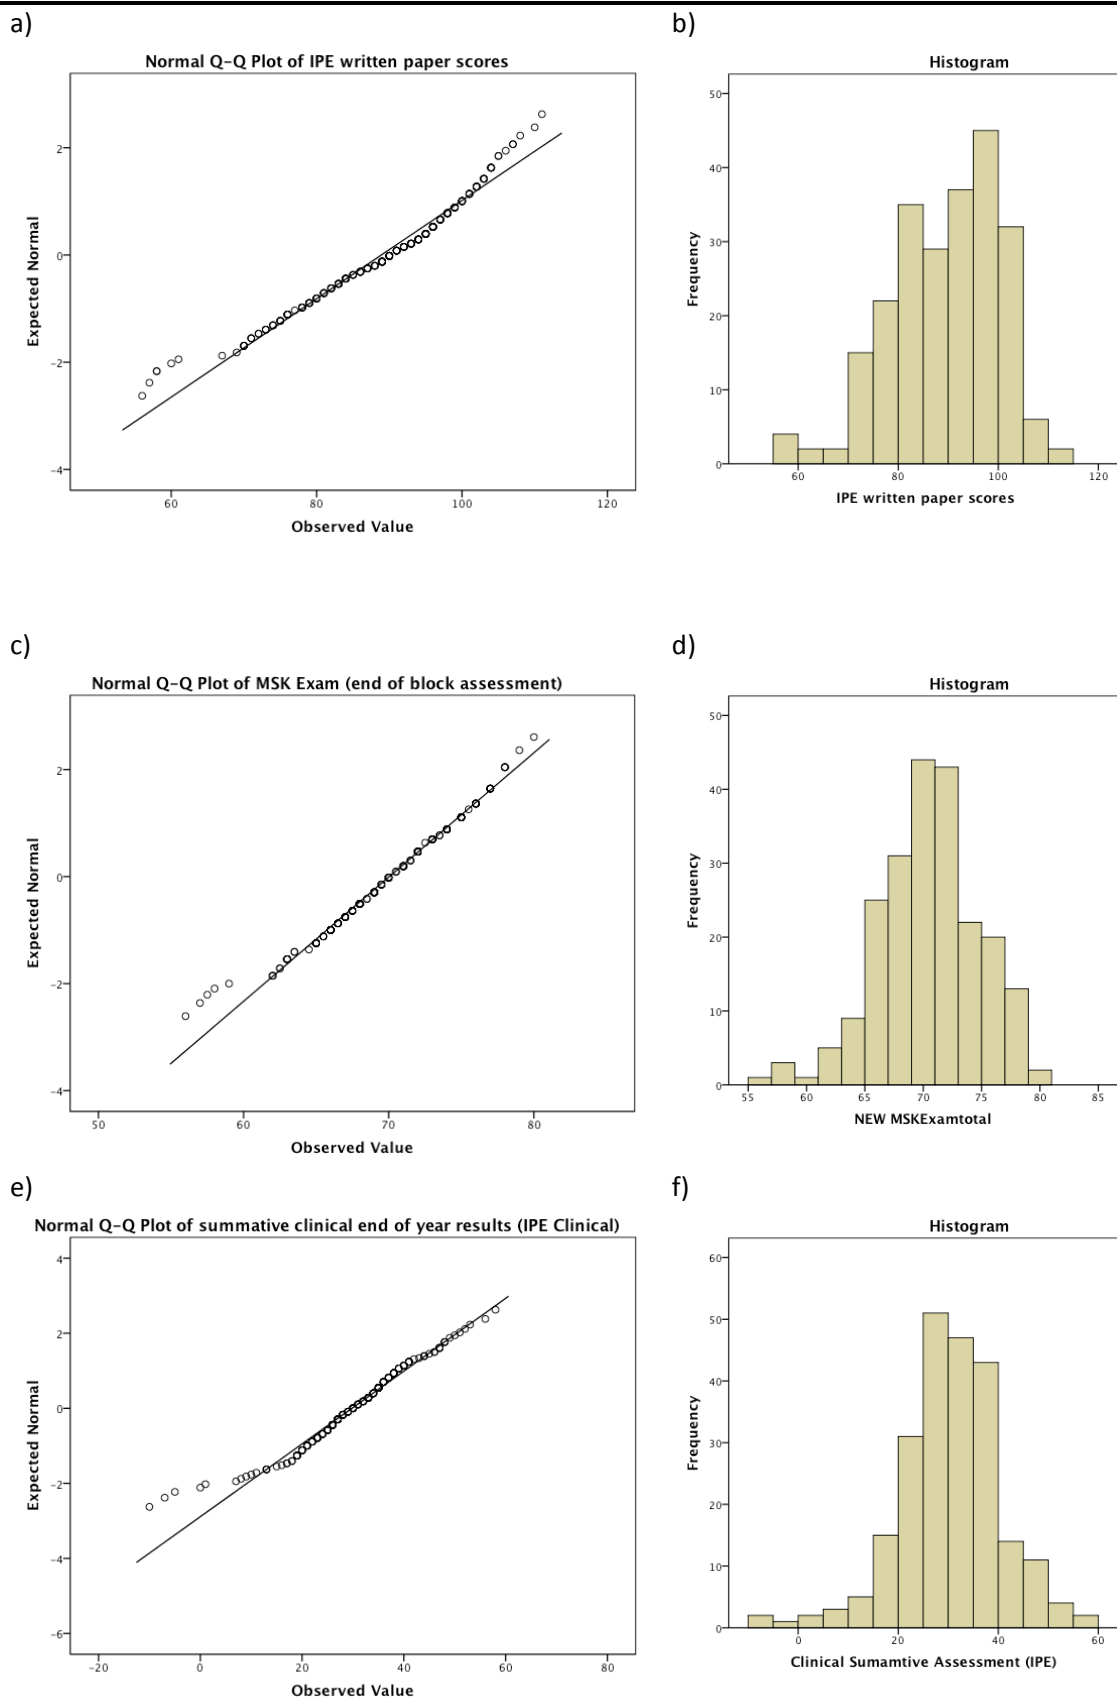 a)
Normal Q-Q Plot of IPE written paper scores
Expected Normal
2
0
-2
-4
60 80 100 120
Observed Value
b)
Histogram
Frequency
50
40
30
20
10
0
60 80 100 120
IPE written paper scores
c)
Normal Q-Q Plot of MSK Exam (end of block assessment)
Expected Normal
2
0
-2
-4
50 60 70 80
Observed Value
d)
Histogram
Frequency
50
40
30
20
10
0
55 60 65 70 75 80 85
NEW MSKExamtotal
e)
Normal Q-Q Plot of summative clinical end of year results (IPE Clinical)
Expected Normal
4
2
0
-2
-4
-6
-20 0 20 40 60 80
Observed Value
f)
Histogram
Frequency
60
50
40
30
20
10
0
0 20 40 60
Clinical Sumamtive Assessment (IPE)